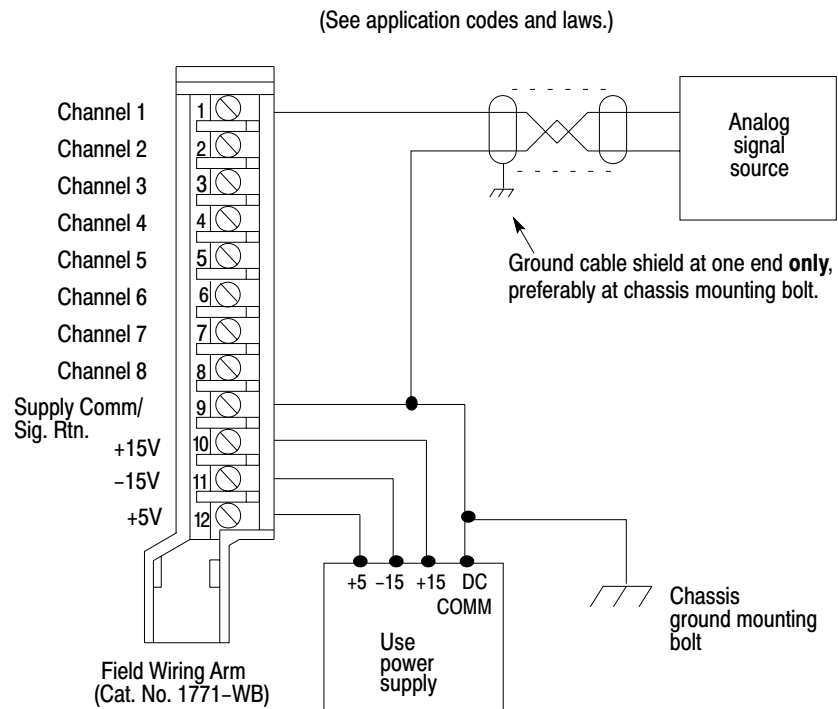 (See application codes and laws.)
Channel 1
1
Channel 2
2
Channel 3
3
Channel 4
4
Channel 5
5
Channel 6
6
Channel 7
7
Channel 8
8
Supply Comm/
Sig. Rtn.
9
+15V
10
–15V
11
+5V
12
Analog
signal
source
Ground cable shield at one end only,
preferably at chassis mounting bolt.
+5 –15 +15 DC
COMM
Use
power
supply
Chassis
ground mounting
bolt
Field Wiring Arm
(Cat. No. 1771–WB)